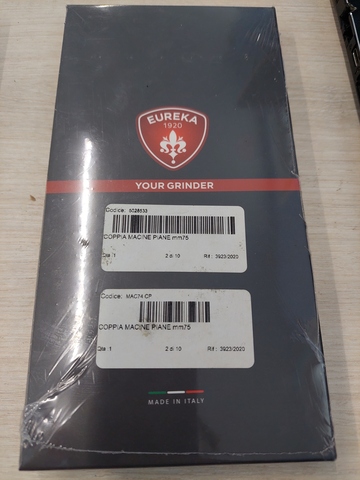 EUREKA
1920
YOUR GRINDER
Codice: 5028533
COPPIA MACINE PIANE mm75
Qta :1 2 di 10 Rif : 3923/2020
Codice: MAC74.CP
COPPIA MACINE PIANE mm75
Qta :1 2 di 10 Rif : 3923/2020
MADE IN ITALY